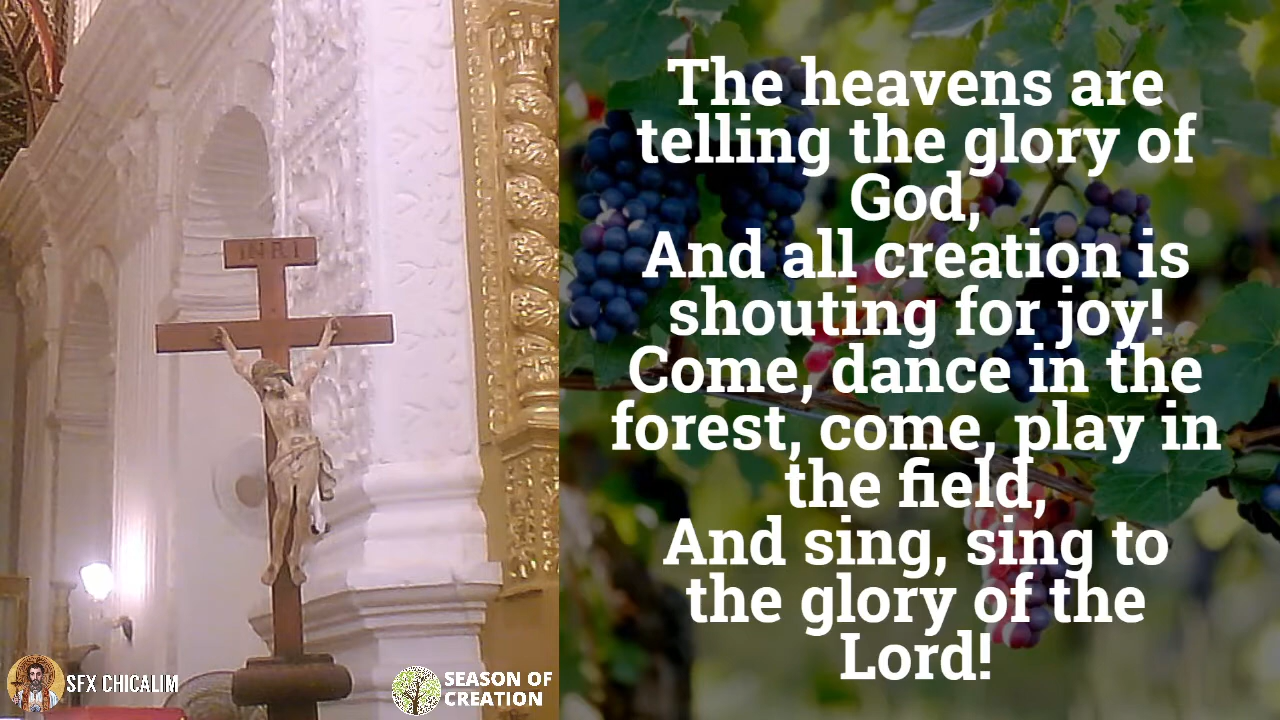 INRI
The heavens are
telling the glory of
God,
And all creation is
shouting for joy!
Come, dance in the
forest, come, play in
the field,
And sing, sing to
the glory of the
Lord!
SFX CHICALIM
SEASON OF
CREATION